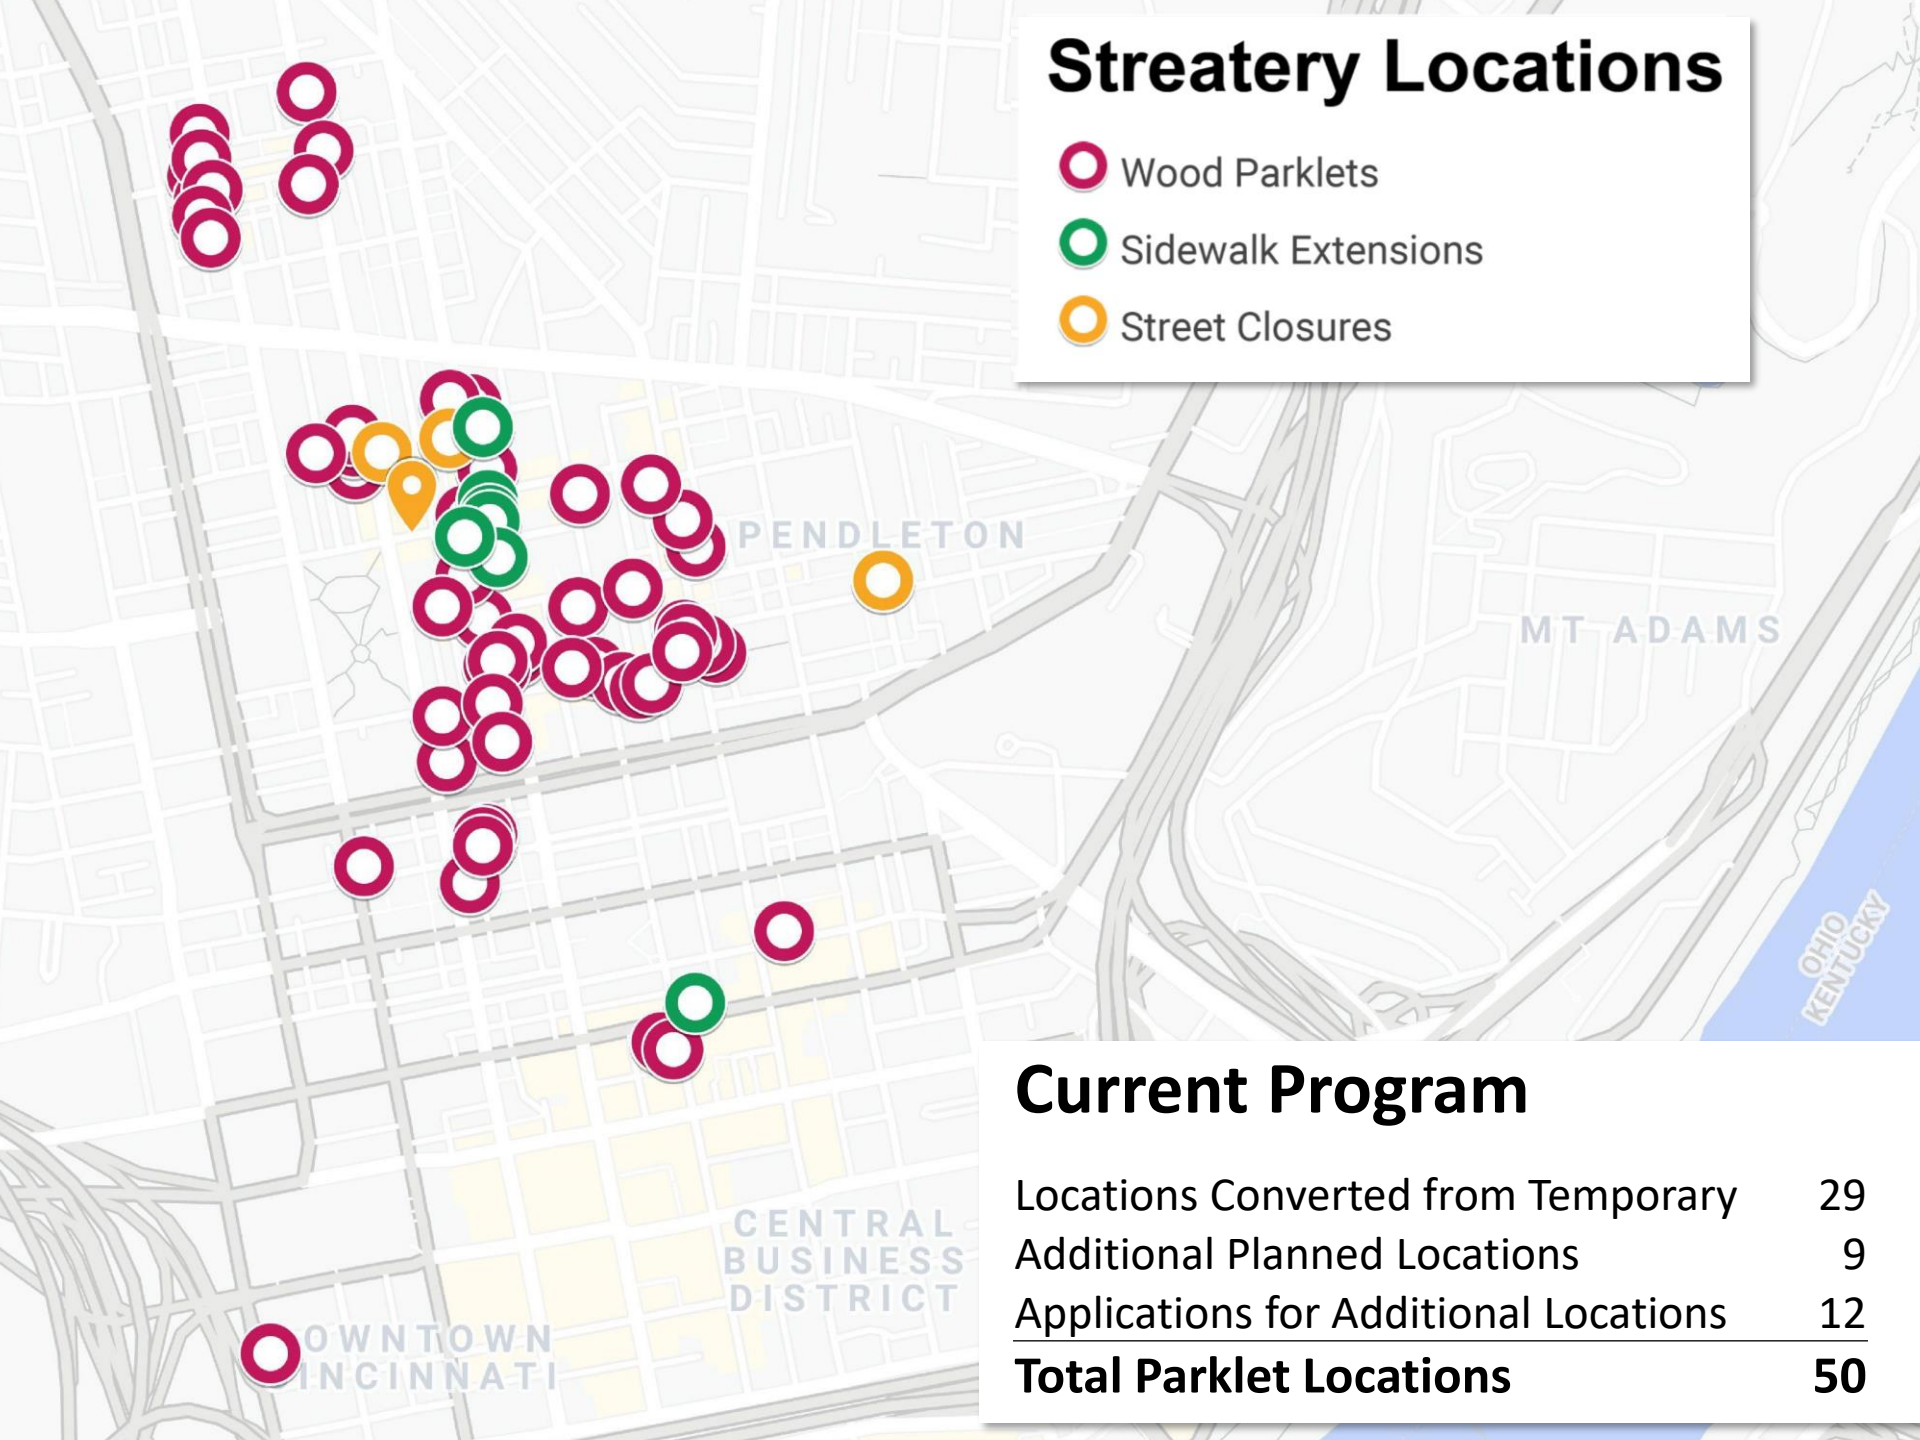 Streatery Locations
Wood Parklets
Sidewalk Extensions
Street Closures
PENDLETON
MT ADAMS
OHIO
KENTUCKY
CENTRAL
BUSINESS
DISTRICT
OWNTOWN
INCINNATI
Current Program
Locations Converted from Temporary 29
Additional Planned Locations 9
Applications for Additional Locations 12
Total Parklet Locations 50